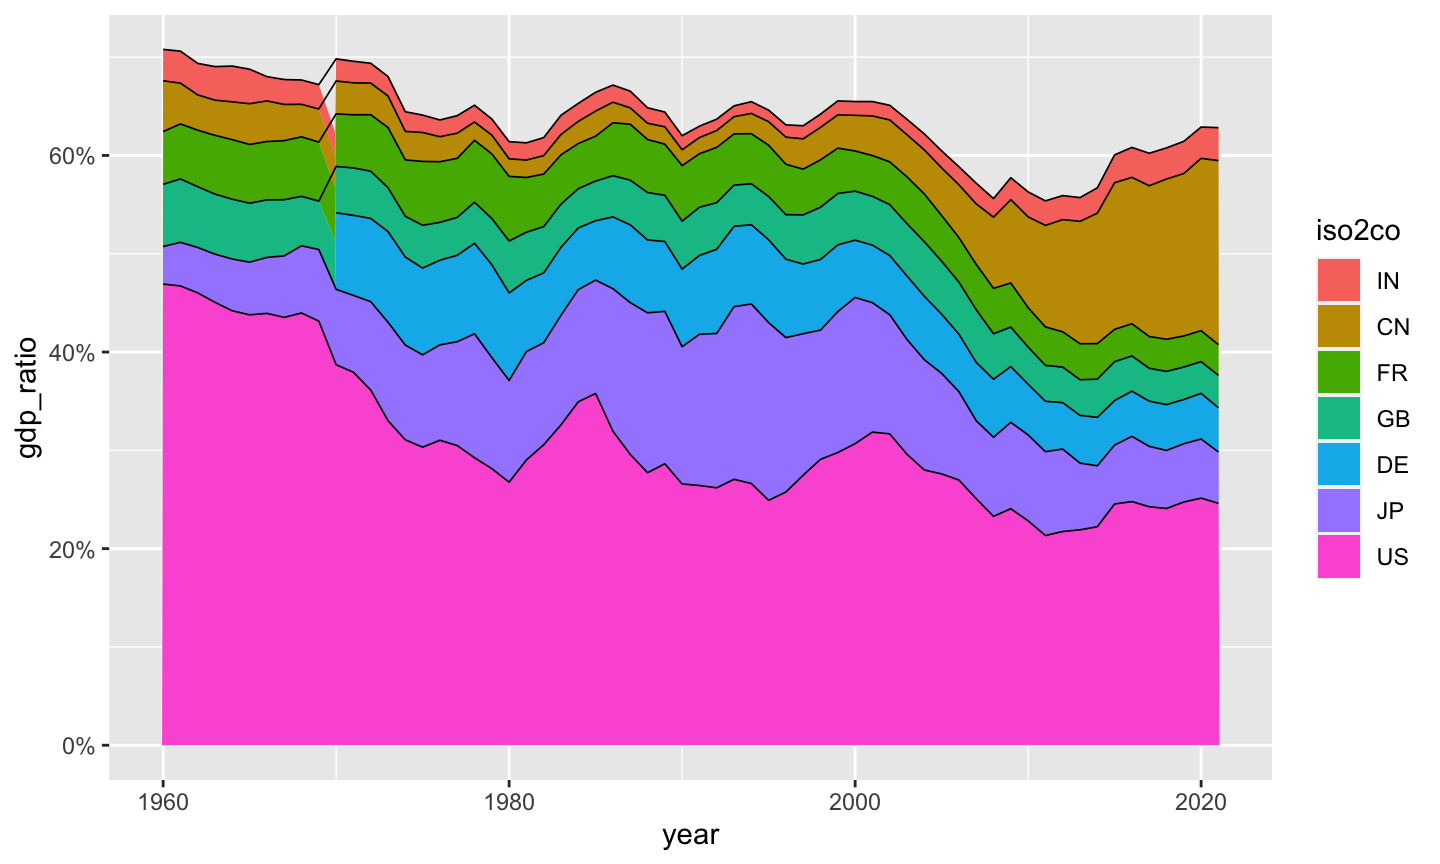 60%
40%
20%
0%
gdp_ratio
1960
1980
2000
2020
year
iso2co
IN
CN
FR
GB
DE
JP
US